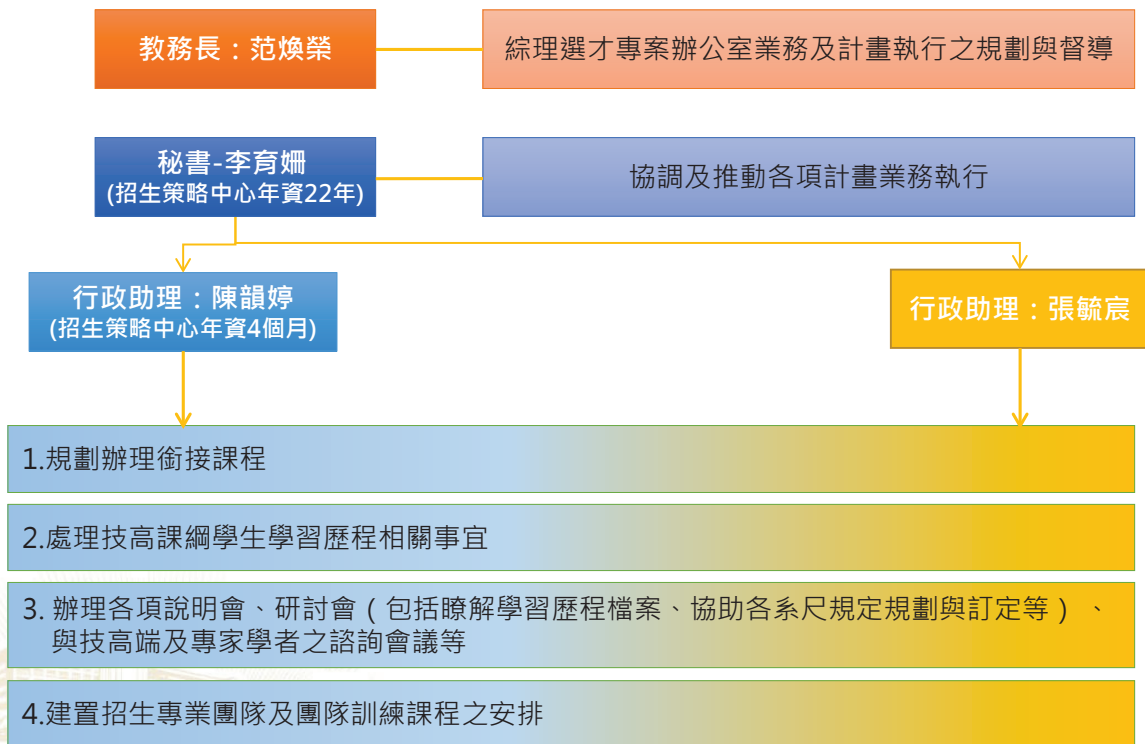 教務長：范煥榮
綜理選才專案辦公室業務及計畫執行之規劃與督導
秘書-李育姍
(招生策略中心年資22年)
協調及推動各項計畫業務執行
行政助理：陳韻婷
(招生策略中心年資4個月)
行政助理：張毓宸
1.規劃辦理銜接課程
2.處理技高課綱學生學習歷程相關事宜
3. 辦理各項說明會、研討會（包括瞭解學習歷程檔案、協助各系尺規定規劃與訂定等）、
與技高端及專家學者之諮詢會議等
4.建置招生專業團隊及團隊訓練課程之安排